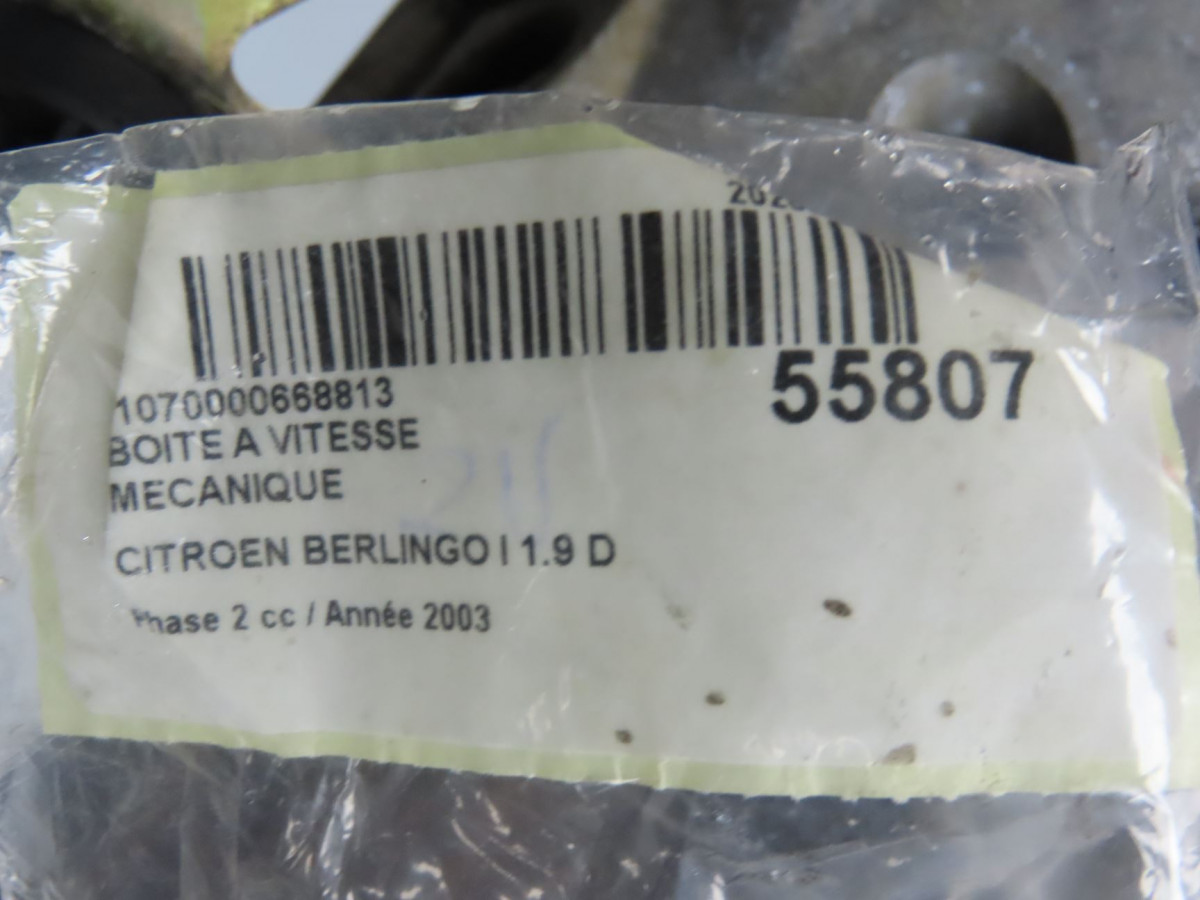 1070000668813
55807
BOITE A VITESSE
MECANIQUE
CITROEN BERLINGO I 1.9 D
Phase 2 cc / Année 2003